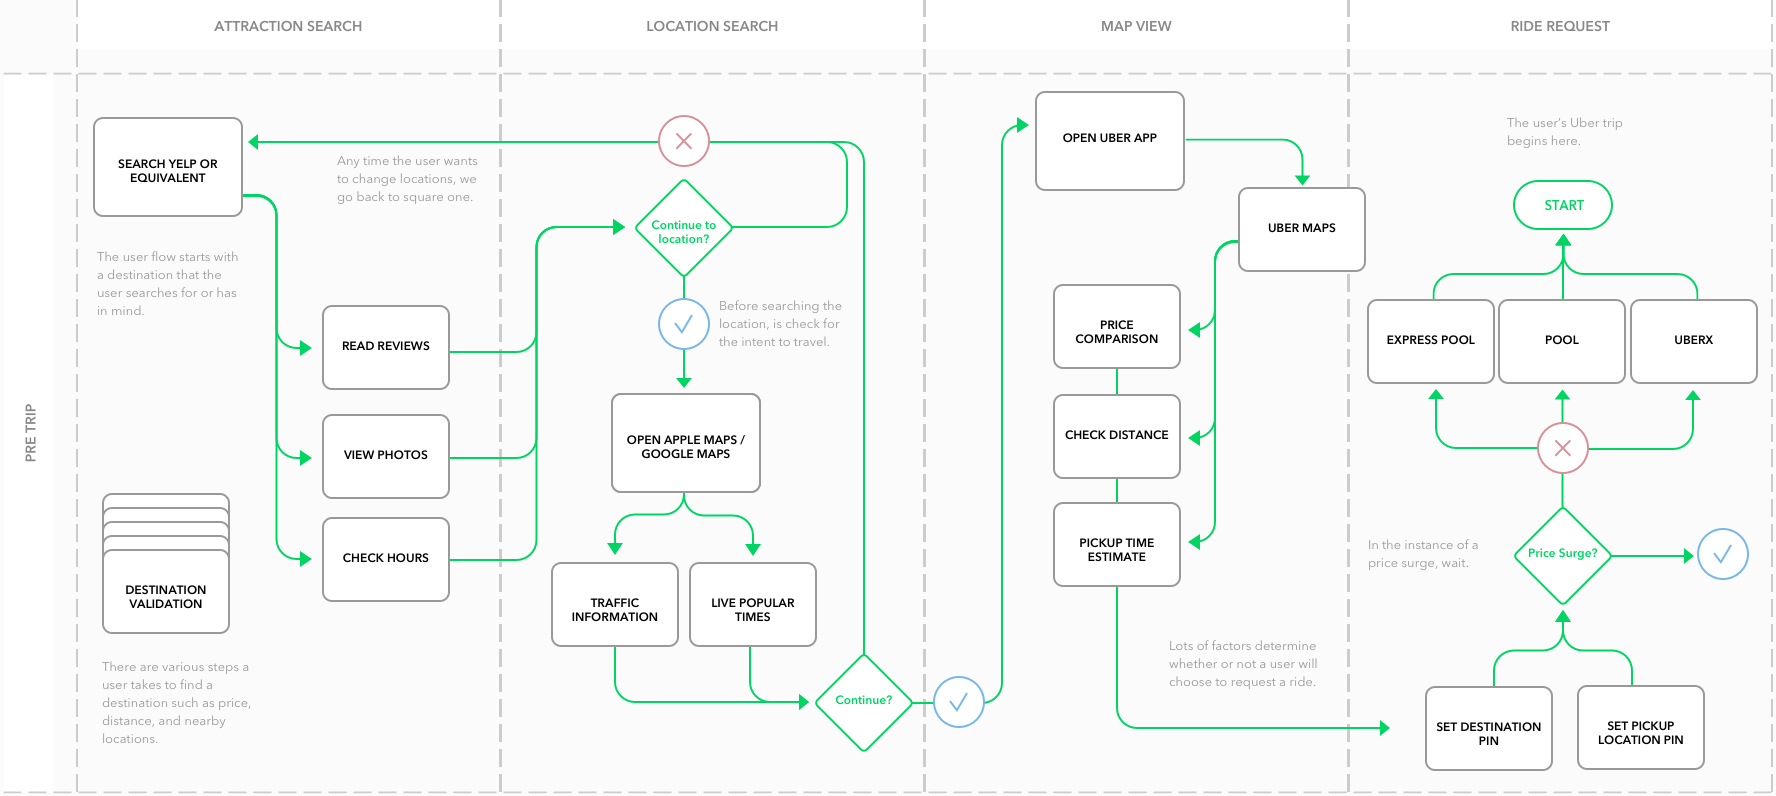 ATTRACTION SEARCH
LOCATION SEARCH
MAP VIEW
RIDE REQUEST
PRE TRIP
SEARCH YELP OR
EQUIVALENT
Any time the user wants
to change locations, we
go back to square one.
The user flow starts with
a destination that the
user searches for or has
in mind.
READ REVIEWS
VIEW PHOTOS
CHECK HOURS
DESTINATION
VALIDATION
There are various steps a
user takes to find a
destination such as price,
distance, and nearby
locations.
Continue to
location?
Before searching the
location, is check for
the intent to travel.
OPEN APPLE MAPS /
GOOGLE MAPS
TRAFFIC
INFORMATION
LIVE POPULAR
TIMES
Continue?
OPEN UBER APP
UBER MAPS
PRICE
COMPARISON
CHECK DISTANCE
PICKUP TIME
ESTIMATE
Lots of factors determine
whether or not a user will
choose to request a ride.
The user's Uber trip
begins here.
START
EXPRESS POOL
POOL
UBERX
In the instance of a
price surge, wait.
Price Surge?
SET DESTINATION
PIN
SET PICKUP
LOCATION PIN